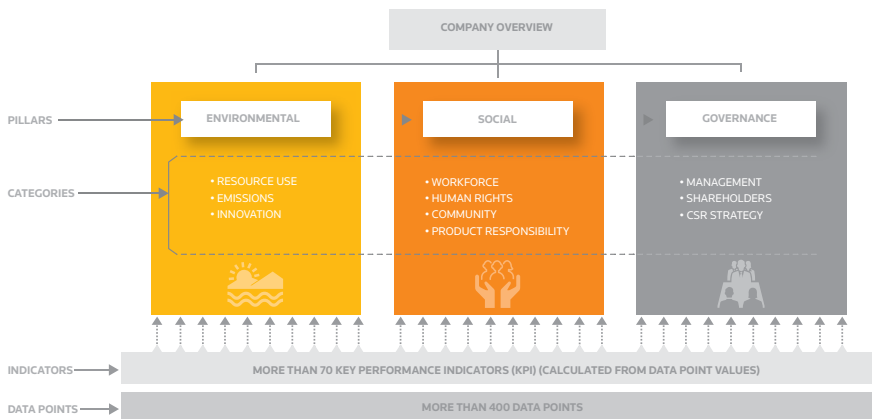 COMPANY OVERVIEW
PILLARS
ENVIRONMENTAL
SOCIAL
GOVERNANCE
CATEGORIES
• RESOURCE USE
• EMISSIONS
• INNOVATION
• WORKFORCE
• HUMAN RIGHTS
• COMMUNITY
• PRODUCT RESPONSIBILITY
• MANAGEMENT
• SHAREHOLDERS
• CSR STRATEGY
INDICATORS
MORE THAN 70 KEY PERFORMANCE INDICATORS (KPI) (CALCULATED FROM DATA POINT VALUES)
DATA POINTS
MORE THAN 400 DATA POINTS